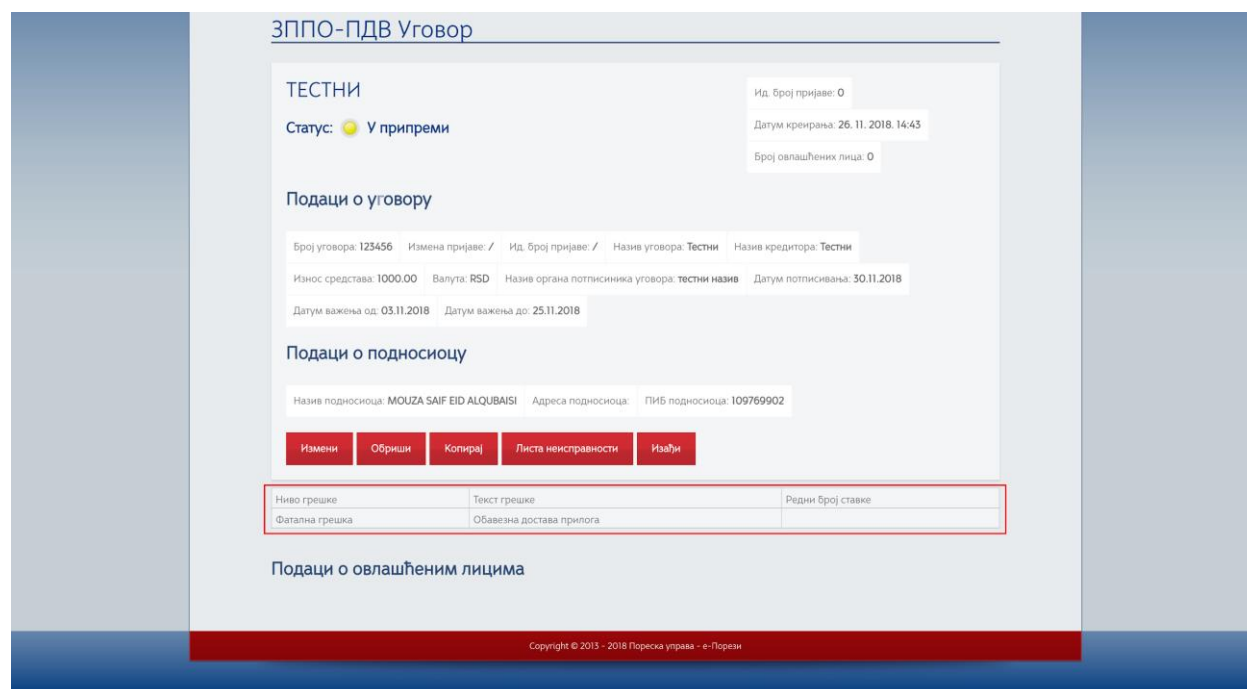 ЗППО-ПДВ Уговор
ТЕСТНИ
Ид. број пријаве: 0
Статус: У припреми
Датум креирања: 26. 11. 2018. 14:43
Број овлашћених лица: 0
Подаци о уговору
Број уговора: 123456 Измена пријаве: / Ид. број пријаве: / Назив уговора: Тестни Назив кредитора: Тестни
Износ средстава: 1000.00 Валута: RSD Назив органа потписиника уговора: тестни назив Датум потписивања: 30.11.2018
Датум важења од: 03.11.2018 Датум важења до: 25.11.2018
Подаци о подносиоцу
Назив подносиоца: MOUZA SAIF EID ALQUBAISI Адреса подносиоца: ПИБ подносиоца: 109769902
Измени Обриши Копирај Листа неисправности Изађи
Ниво грешке Текст грешке Редни број ставке
Фатална грешка Обавезна достава прилога
Подаци о овлашћеним лицима
Copyright © 2013 - 2018 Пореска управа - е-Порези